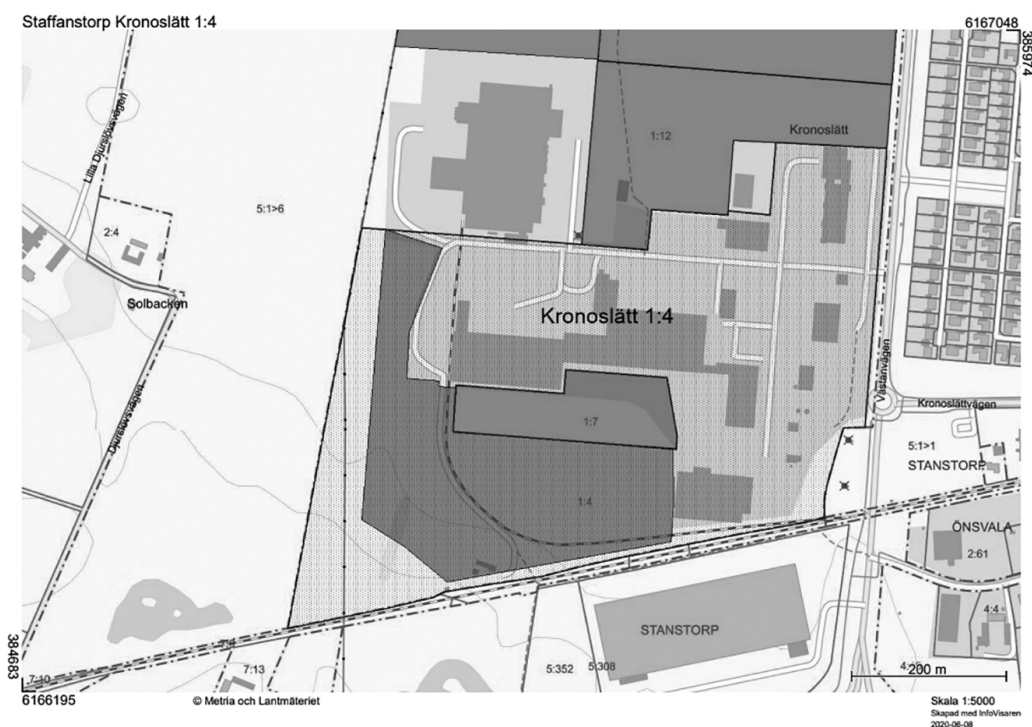 Staffanstorp Kronoslätt 1:4
6167048
385974
Lilla Djurslövsvägen
1:12
Kronoslätt
5:1>6
2:4
Solbacken
Kronoslätt 1:4
Västanvägen
Djurslövsvägen
Kronoslättvägen
1:7
5:1>1
STANSTORP
1:4
ÖNSVALA
2:61
4:4
STANSTORP
384683
7:4
7:13
5:352
5:308
4:
200 m
7:10
6166195
© Metria och Lantmäteriet
Skala 1:5000
Skapad med InfoVisaren
2020-06-08